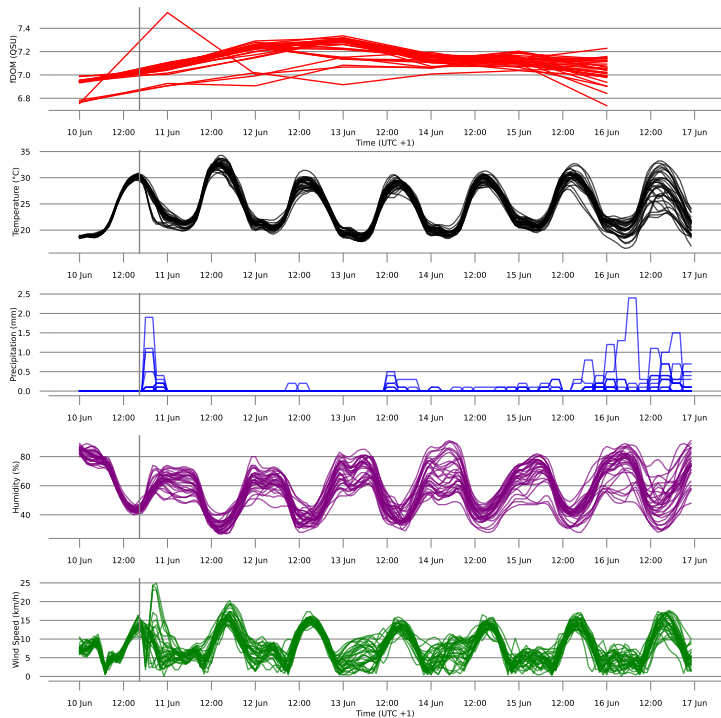 fDOM (QSU)
7.4
7.2
7.0
6.8
10 Jun 12:00 11 Jun 12:00 12 Jun 12:00 13 Jun 12:00 14 Jun 12:00 15 Jun 12:00 16 Jun 12:00 17 Jun
Time (UTC +1)
Temperature (°C)
35
30
25
20
10 Jun 12:00 11 Jun 12:00 12 Jun 12:00 13 Jun 12:00 14 Jun 12:00 15 Jun 12:00 16 Jun 12:00 17 Jun
Precipitation (mm)
2.5
2.0
1.5
1.0
0.5
0.0
10 Jun 12:00 11 Jun 12:00 12 Jun 12:00 13 Jun 12:00 14 Jun 12:00 15 Jun 12:00 16 Jun 12:00 17 Jun
Humidity (%)
80
60
40
10 Jun 12:00 11 Jun 12:00 12 Jun 12:00 13 Jun 12:00 14 Jun 12:00 15 Jun 12:00 16 Jun 12:00 17 Jun
Wind Speed (km/h)
25
20
15
10
5
0
10 Jun 12:00 11 Jun 12:00 12 Jun 12:00 13 Jun 12:00 14 Jun 12:00 15 Jun 12:00 16 Jun 12:00 17 Jun
Time (UTC +1)